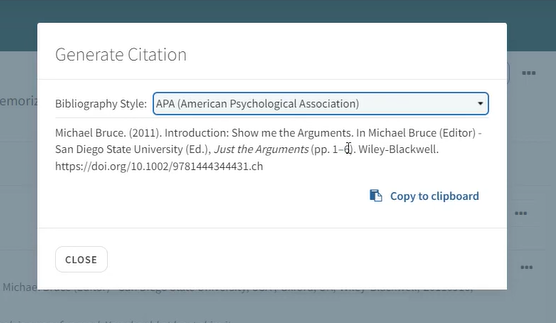 Generate Citation
Bibliography Style: APA (American Psychological Association)
Michael Bruce. (2011). Introduction: Show me the Arguments. In Michael Bruce (Editor) -
San Diego State University (Ed.), Just the Arguments (pp. 1–6). Wiley-Blackwell.
https://doi.org/10.1002/9781444344431.ch
Copy to clipboard
CLOSE